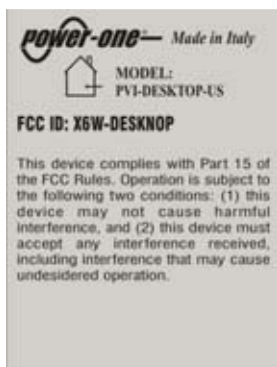 power-one Made in Italy
MODEL:
PVI-DESKTOP-US
FCC ID: X6W-DESKNOP
This device complies with Part 15 of
the FCC Rules. Operation is subject to
the following two conditions: (1) this
device may not cause harmful
interference, and (2) this device must
accept any interference received,
including interference that may cause
undesidered operation.